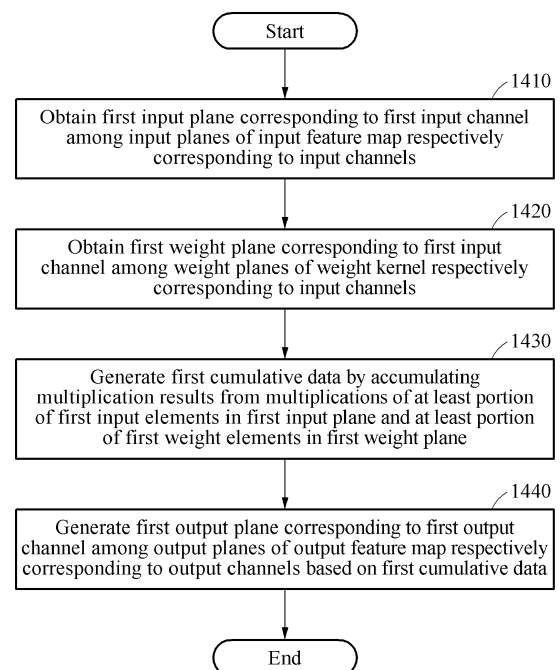 Start
1410
Obtain first input plane corresponding to first input channel
among input planes of input feature map respectively
corresponding to input channels
1420
Obtain first weight plane corresponding to first input
channel among weight planes of weight kernel respectively
corresponding to input channels
1430
Generate first cumulative data by accumulating
multiplication results from multiplications of at least portion
of first input elements in first input plane and at least portion
of first weight elements in first weight plane
1440
Generate first output plane corresponding to first output
channel among output planes of output feature map respectively
corresponding to output channels based on first cumulative data
End